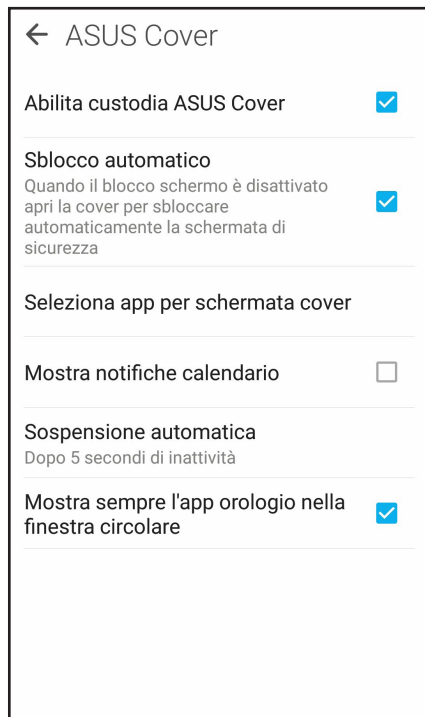 ASUS Cover
Abilita custodia ASUS Cover
Sblocco automatico
Quando il blocco schermo è disattivato
apri la cover per sbloccare
automaticamente la schermata di
sicurezza
Seleziona app per schermata cover
Mostra notifiche calendario
Sospensione automatica
Dopo 5 secondi di inattività
Mostra sempre l'app orologio nella
finestra circolare